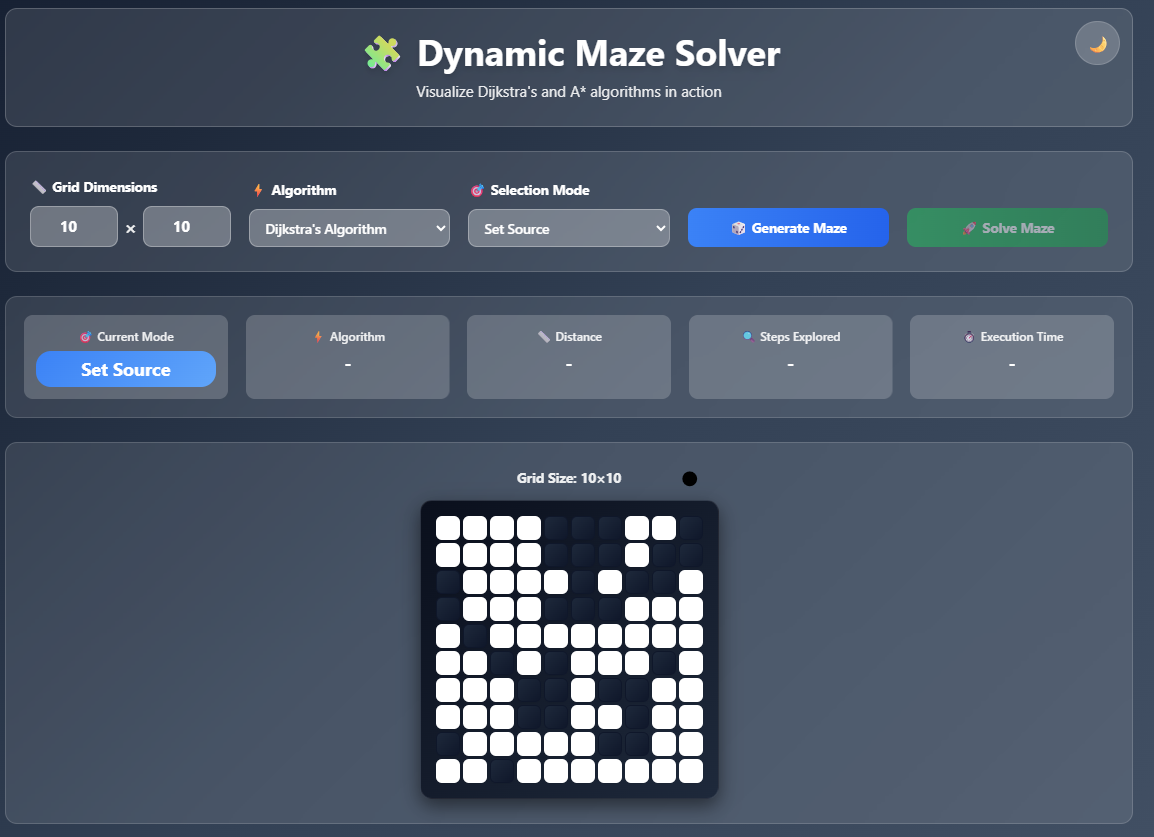 Dynamic Maze Solver
Visualize Dijkstra's and A* algorithms in action
Grid Dimensions
10 × 10
Algorithm
Dijkstra's Algorithm
Selection Mode
Set Source
Generate Maze
Solve Maze
Current Mode
Set Source
Algorithm
-
Distance
-
Steps Explored
-
Execution Time
-
Grid Size: 10×10